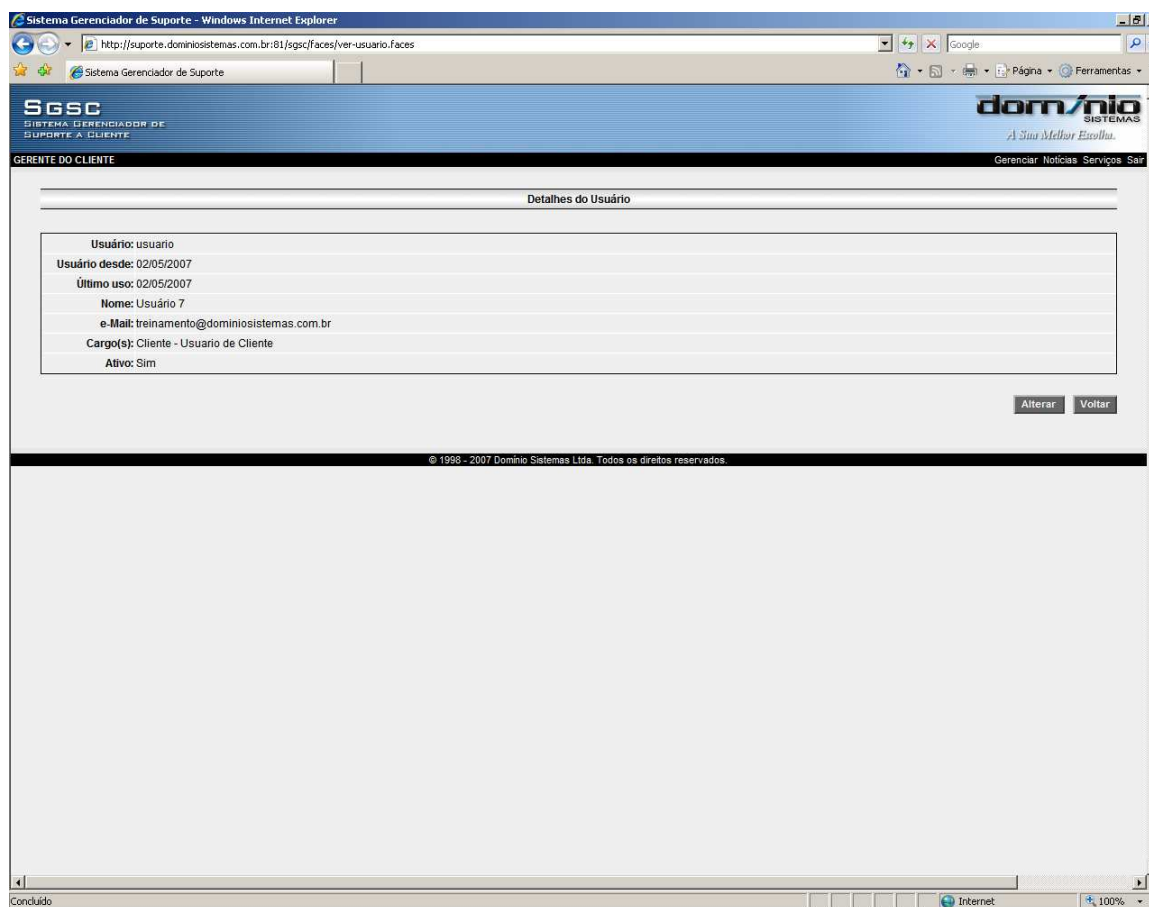 Sistema Gerenciador de Suporte - Windows Internet Explorer
http://suporte.dominiosistemas.com.br:81/sgsc/faces/ver-usuario.faces
Google
Sistema Gerenciador de Suporte
Página
Ferramentas
SGSC
SISTEMA GERENCIADOR DE
SUPORTE A CLIENTE
domínio
SISTEMAS
A Sua Melhor Escolha.
GERENTE DO CLIENTE
Gerenciar Notícias Serviços Sair
Detalhes do Usuário
Usuário: usuario
Usuário desde: 02/05/2007
Último uso: 02/05/2007
Nome: Usuário 7
e-Mail: treinamento@dominiosistemas.com.br
Cargo(s): Cliente - Usuario de Cliente
Ativo: Sim
Alterar Voltar
© 1998 - 2007 Domínio Sistemas Ltda. Todos os direitos reservados.
Concluído
Internet
100%